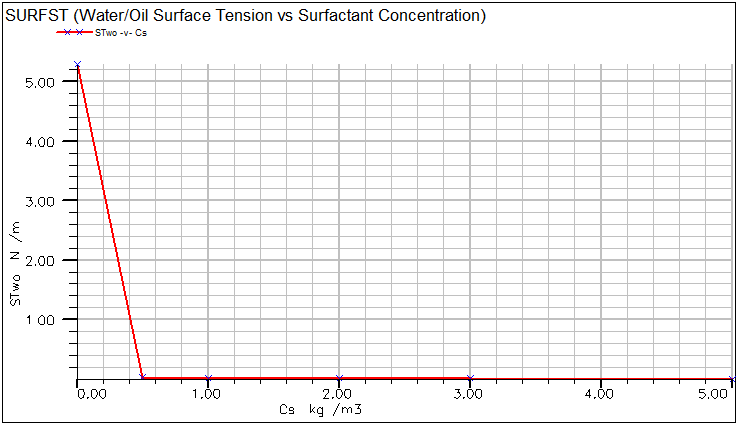 SURFST (Water/Oil Surface Tension vs Surfactant Concentration)
STwo -v- Cs
5.00
4.00
3.00
2.00
1.00
STwo N /m
0.00 1.00 2.00 3.00 4.00 5.00
Cs kg /m3